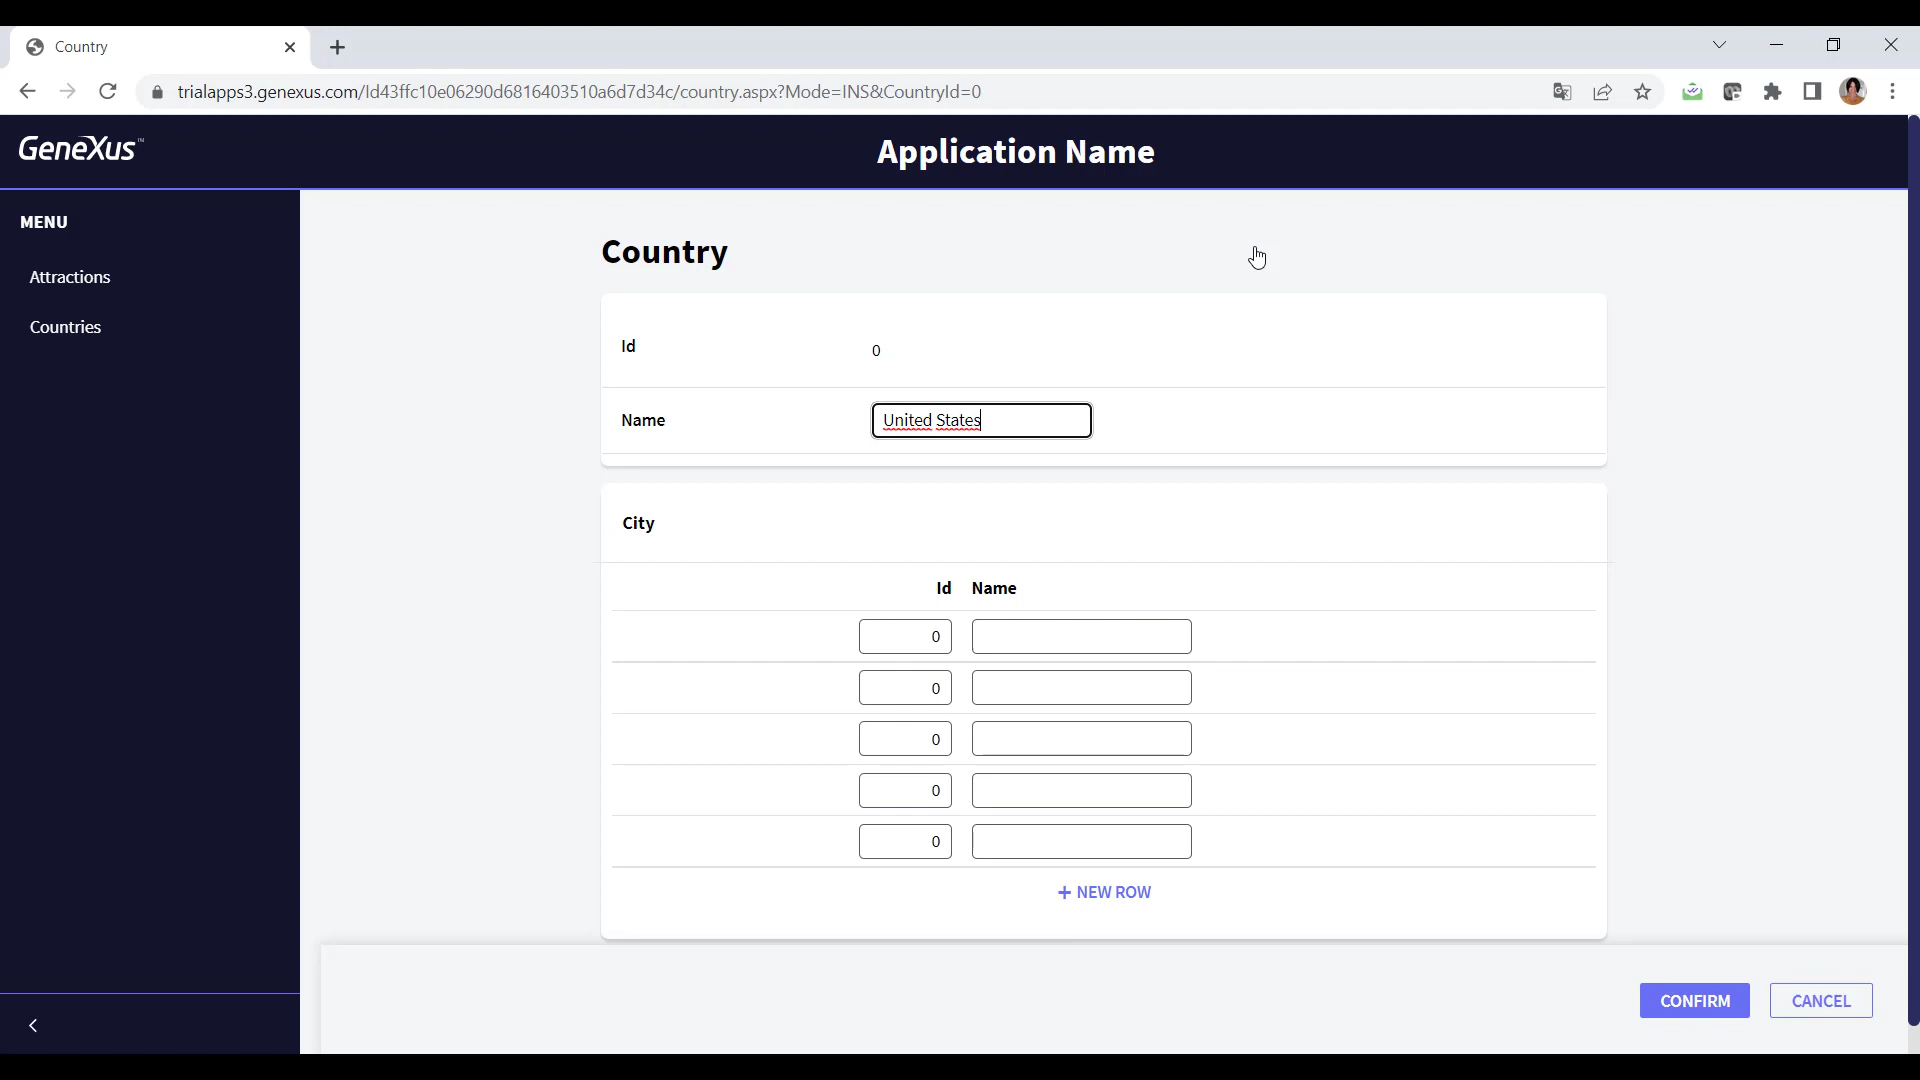 Country
trialapps3.genexus.com/Id43ffc10e06290d6816403510a6d7d34c/country.aspx?Mode=INS&CountryId=0
GeneXus™
Application Name
MENU
Attractions
Countries
Country
Id 0
Name United States
City
Id Name
0
0
0
0
0
+ NEW ROW
CONFIRM CANCEL